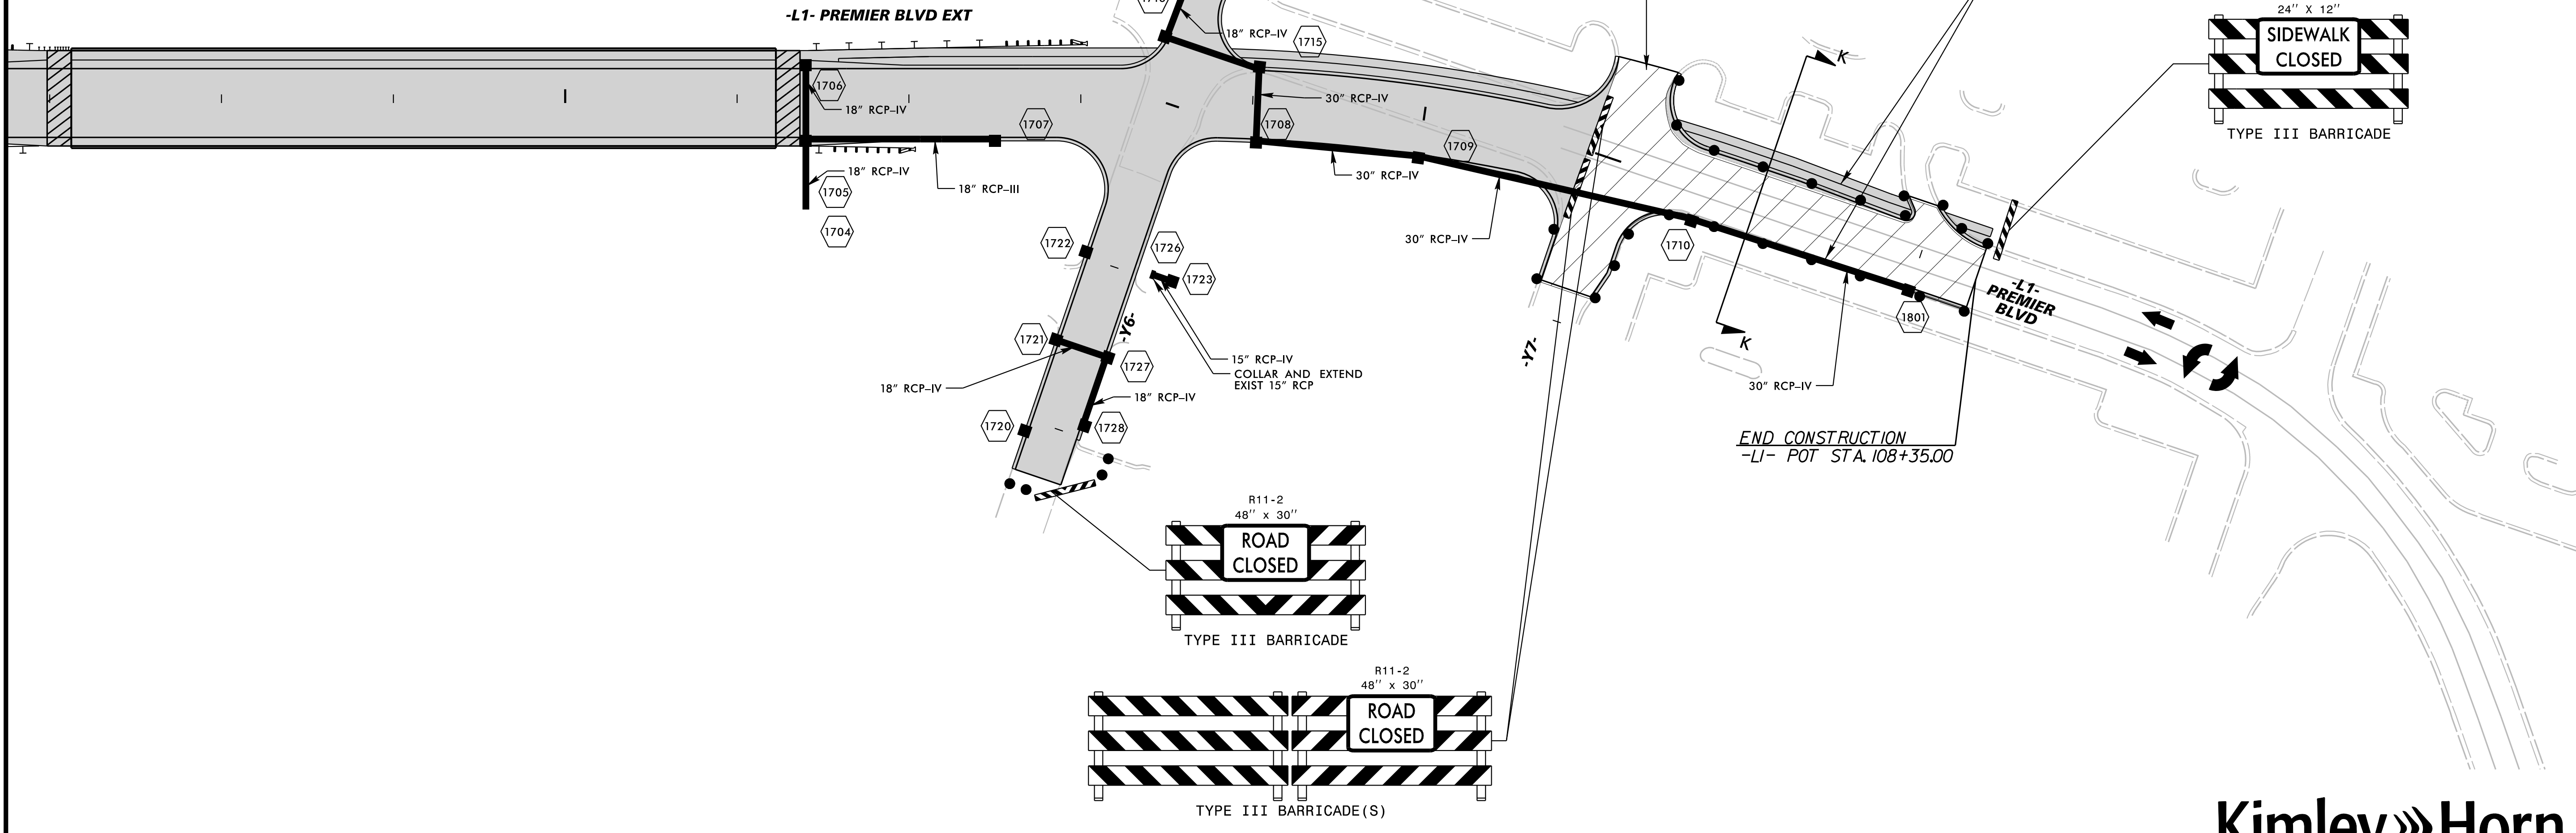 -L1- PREMIER BLVD EXT
18" RCP-IV
1715
24" X 12"
SIDEWALK
CLOSED
TYPE III BARRICADE
K
1706
18" RCP-IV
1707
30" RCP-IV
1708
1709
18" RCP-IV
1705
18" RCP-III
30" RCP-IV
1704
30" RCP-IV
1722
1726
1723
1710
-L1-
PREMIER
BLVD
1801
1721
-Y6-
K
-Y7-
15" RCP-IV
COLLAR AND EXTEND
EXIST 15" RCP
1727
18" RCP-IV
18" RCP-IV
30" RCP-IV
1720
1728
END CONSTRUCTION
-L1- POT STA. 108+35.00
R11-2
48" x 30"
ROAD
CLOSED
TYPE III BARRICADE
R11-2
48" x 30"
ROAD
CLOSED
TYPE III BARRICADE(S)
Kimley»Horn